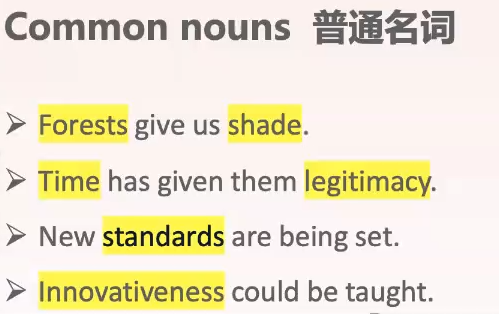 Common nouns 普通名词
➢ Forests give us shade.
➢ Time has given them legitimacy.
➢ New standards are being set.
➢ Innovativeness could be taught.